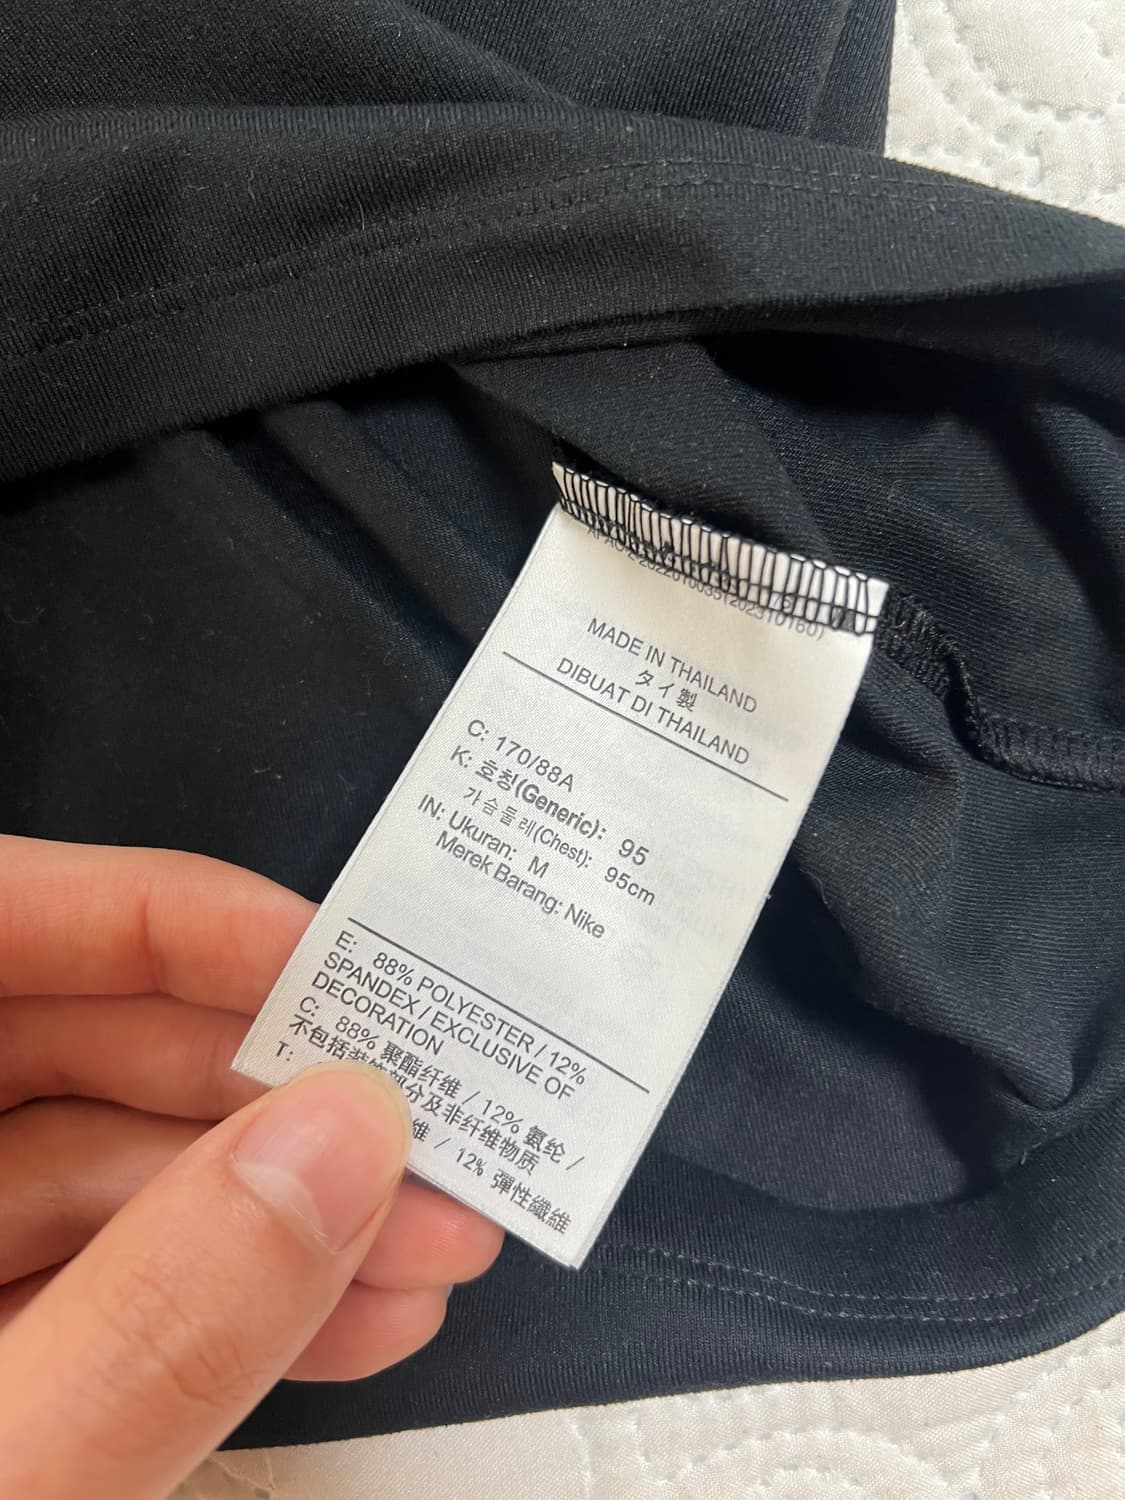 MADE IN THAILAND
タイ製
DIBUAT DI THAILAND
C: 170/88A
K: 호칭(Generic): 95
가슴둘레(Chest): 95cm
IN: Ukuran: M
Merek Barang: Nike
E: 88% POLYESTER / 12%
SPANDEX / EXCLUSIVE OF
DECORATION
C: 88% 聚酯纤维 / 12% 氨纶 /
不包括装饰部分及非纤维物质
T: 維 / 12% 彈性纖維